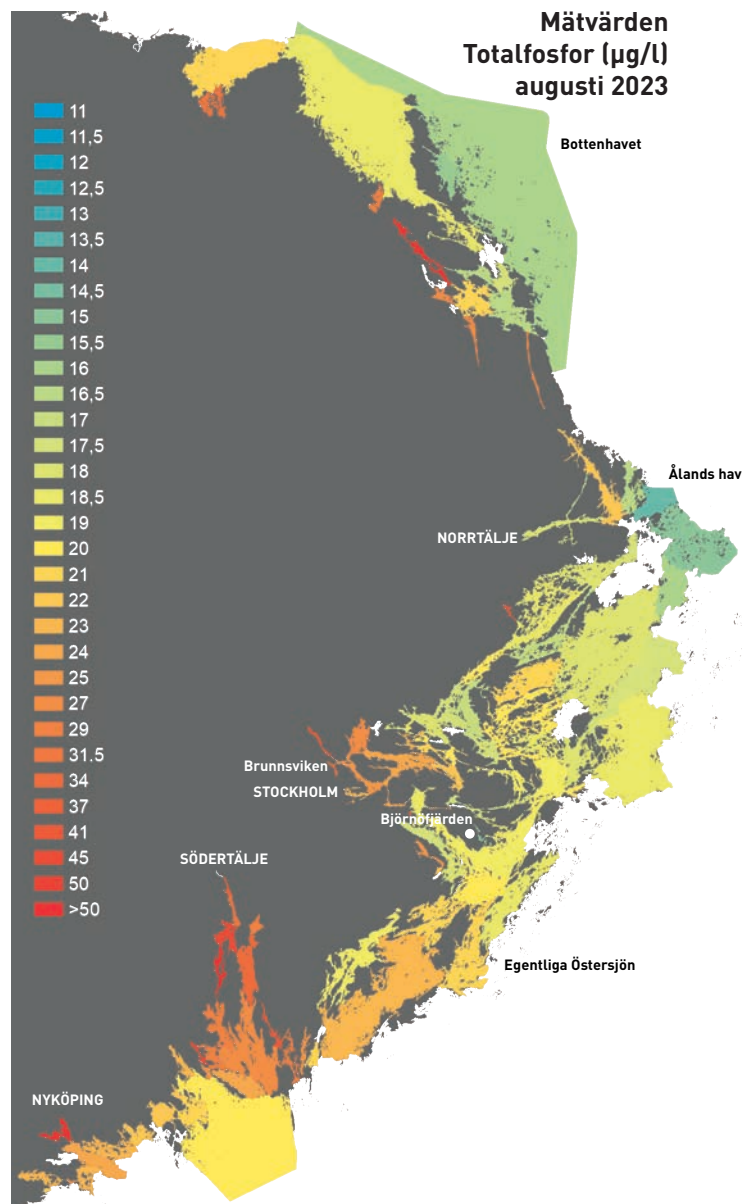 Mätvärden
Totalfosfor (µg/l)
augusti 2023
Bottenhavet
11
11,5
12
12,5
13
13,5
14
14,5
15
15,5
16
16,5
17
17,5
18
18,5
19
20
21
22
23
24
25
27
29
31.5
34
37
41
45
50
>50
Ålands hav
NORRTÄLJE
Brunnsviken
STOCKHOLM
Björnöfjärden
SÖDERTÄLJE
Egentliga Östersjön
NYKÖPING